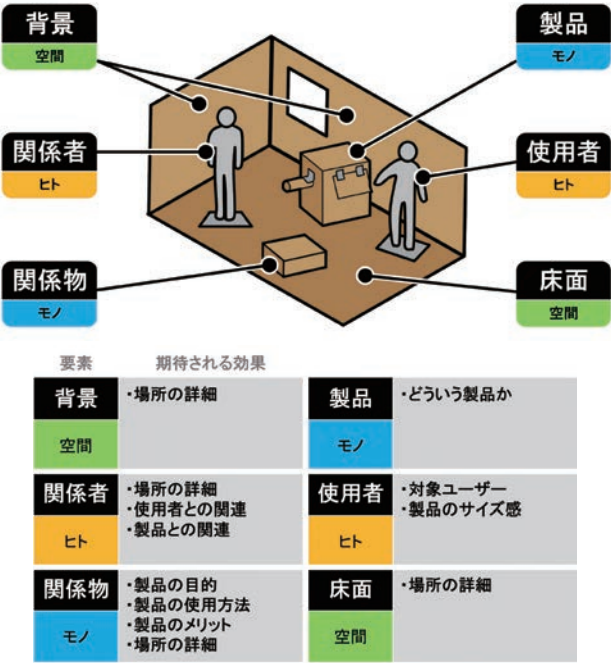 背景
空間
製品
モノ
関係者
ヒト
使用者
ヒト
関係物
モノ
床面
空間
要素
期待される効果
背景
空間
・場所の詳細
製品
モノ
・どういう製品か
関係者
ヒト
・場所の詳細
・使用者との関連
・製品との関連
使用者
ヒト
・対象ユーザー
・製品のサイズ感
関係物
モノ
・製品の目的
・製品の使用方法
・製品のメリット
・場所の詳細
床面
空間
・場所の詳細